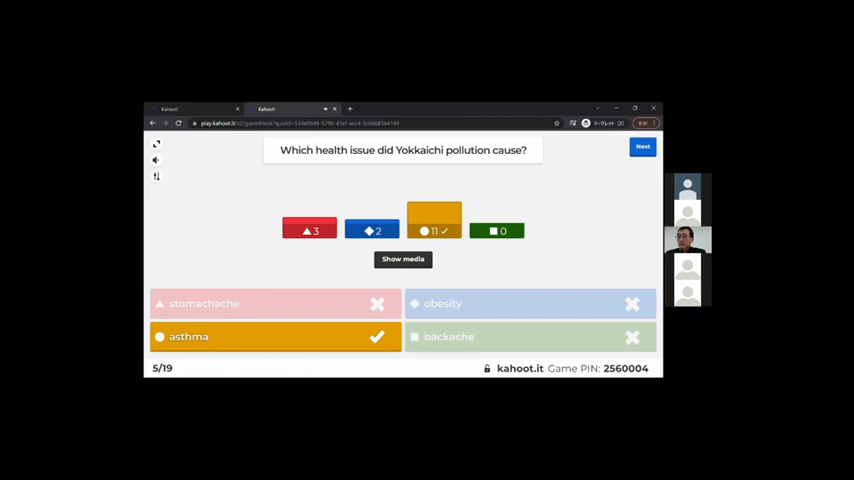 Kahoot!
Kahoot!
Which health issue did Yokkaichi pollution cause?
Next
3
2
11
0
Show media
stomachache
obesity
asthma
backache
5/19
kahoot.it Game PIN: 2560004